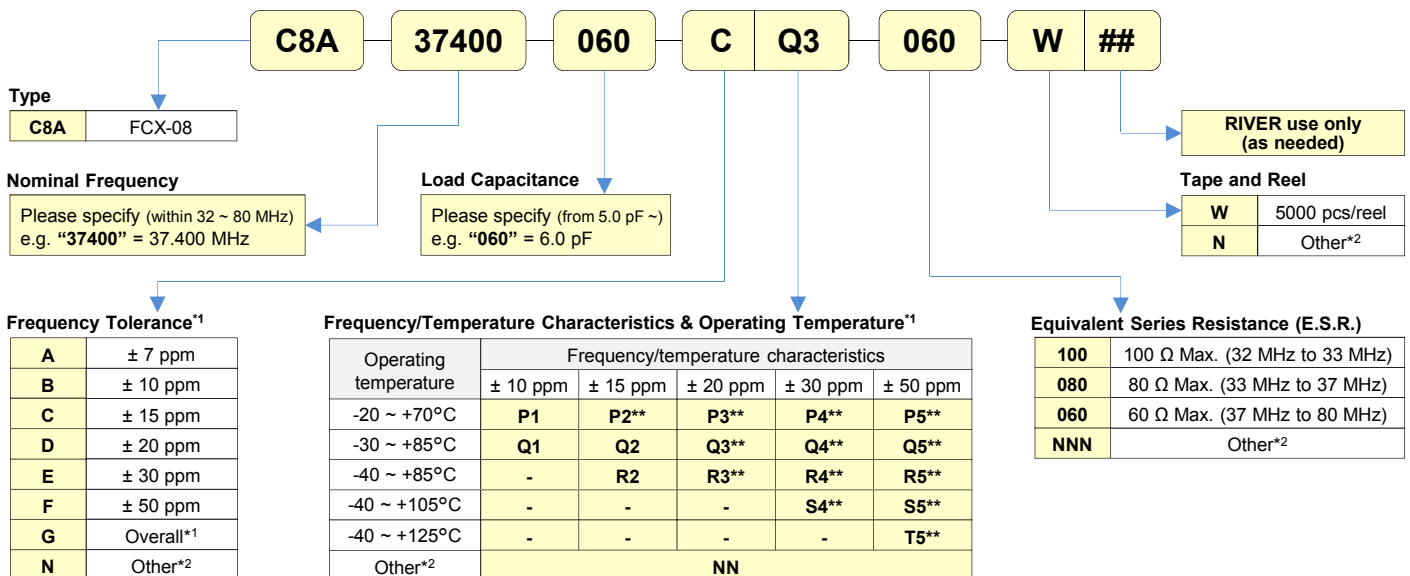 C8A 37400 060 C Q3 060 W ##
Type
C8A FCX-08
RIVER use only
(as needed)
Nominal Frequency
Please specify (within 32 ~ 80 MHz)
e.g. “37400” = 37.400 MHz
Load Capacitance
Please specify (from 5.0 pF ~)
e.g. “060” = 6.0 pF
Tape and Reel
W 5000 pcs/reel
N Other*2
Frequency Tolerance*1
A ± 7 ppm
B ± 10 ppm
C ± 15 ppm
D ± 20 ppm
E ± 30 ppm
F ± 50 ppm
G Overall*1
N Other*2
Frequency/Temperature Characteristics & Operating Temperature*1
Operating temperature
Frequency/temperature characteristics
± 10 ppm ± 15 ppm ± 20 ppm ± 30 ppm ± 50 ppm
-20 ~ +70°C P1 P2** P3** P4** P5**
-30 ~ +85°C Q1 Q2 Q3** Q4** Q5**
-40 ~ +85°C - R2 R3** R4** R5**
-40 ~ +105°C - - - S4** S5**
-40 ~ +125°C - - - - T5**
Other*2 NN
Equivalent Series Resistance (E.S.R.)
100 100 Ω Max. (32 MHz to 33 MHz)
080 80 Ω Max. (33 MHz to 37 MHz)
060 60 Ω Max. (37 MHz to 80 MHz)
NNN Other*2